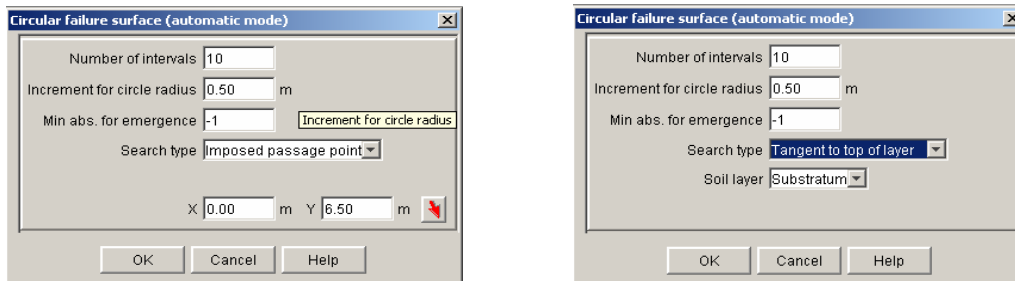 Circular failure surface (automatic mode)
Number of intervals 10
Increment for circle radius 0.50 m
Min abs. for emergence -1
Increment for circle radius
Search type Imposed passage point
X 0.00 m Y 6.50 m
OK Cancel Help
Circular failure surface (automatic mode)
Number of intervals 10
Increment for circle radius 0.50 m
Min abs. for emergence -1
Search type Tangent to top of layer
Soil layer Substratum
OK Cancel Help